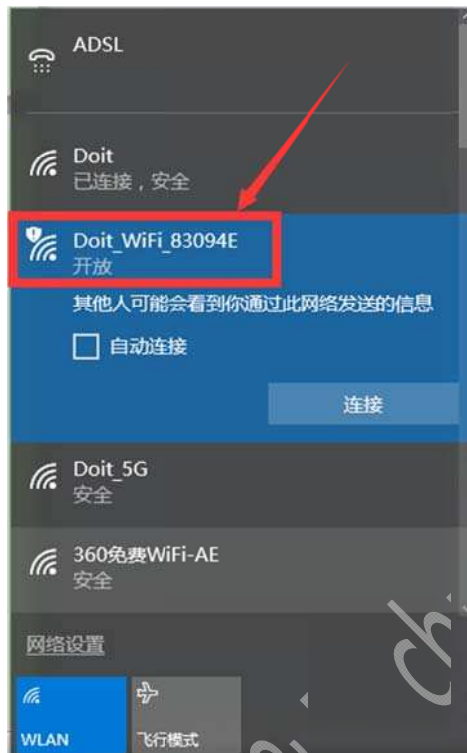 ADSL
Doit
已连接，安全
Doit_WiFi_83094E
开放
其他人可能会看到你通过此网络发送的信息
自动连接
连接
Doit_5G
安全
360免费WiFi-AE
安全
网络设置
WLAN
飞行模式